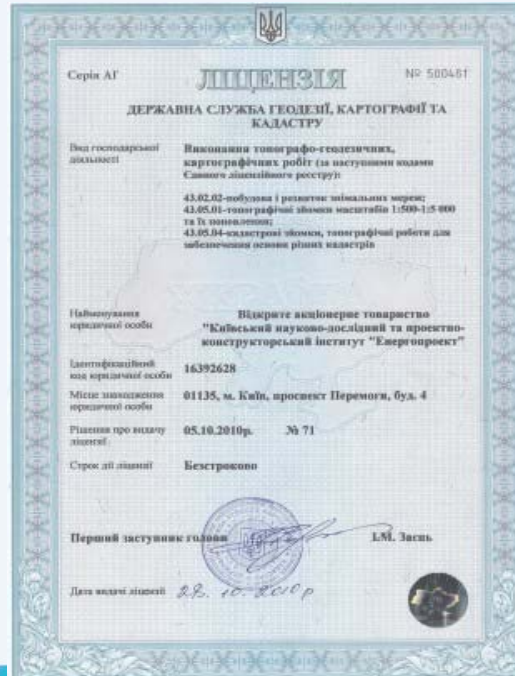 Серія АГ
ЛІЦЕНЗІЯ
№ 500481
ДЕРЖАВНА СЛУЖБА ГЕОДЕЗІЇ, КАРТОГРАФІЇ ТА
КАДАСТРУ
Вид господарської
діяльності
Виконання топографо-геодезичних,
картографічних робіт (за наступними кодами
Єдиного ліцензійного реєстру):
43.02.02-побудова і розвиток знімальних мереж;
43.05.01-топографічні зйомки масштабів 1:500-1:5 000
та їх поновлення;
43.05.04-кадастрові зйомки, топографічні роботи для
забезпечення основи різних кадастрів
Найменування
юридичної особи
Відкрите акціонерне товариство
"Київський науково-дослідний та проектно-
конструкторський інститут "Енергопроект"
Ідентифікаційний
код юридичної особи
16392628
Місце знаходження
юридичної особи
01135, м. Київ, проспект Перемоги, буд. 4
Рішення про видачу
ліцензії
05.10.2010р. № 71
Строк дії ліцензії
Безстроково
Перший заступник голови
І.М. Заєць
Дата видачі ліцензії
28. 10. 2010 р